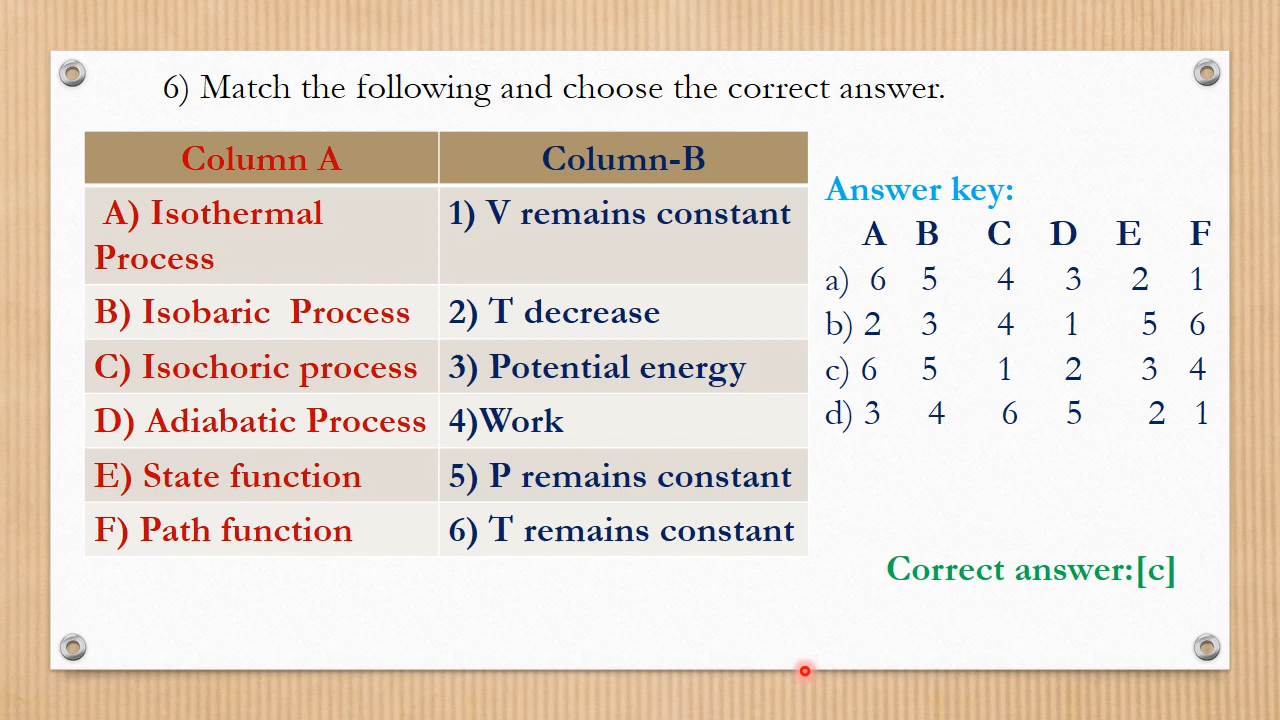 6) Match the following and choose the correct answer.
Column A Column-B
A) Isothermal Process 1) V remains constant
B) Isobaric Process 2) T decrease
C) Isochoric process 3) Potential energy
D) Adiabatic Process 4)Work
E) State function 5) P remains constant
F) Path function 6) T remains constant
Answer key:
A B C D E F
a) 6 5 4 3 2 1
b) 2 3 4 1 5 6
c) 6 5 1 2 3 4
d) 3 4 6 5 2 1
Correct answer:[c]